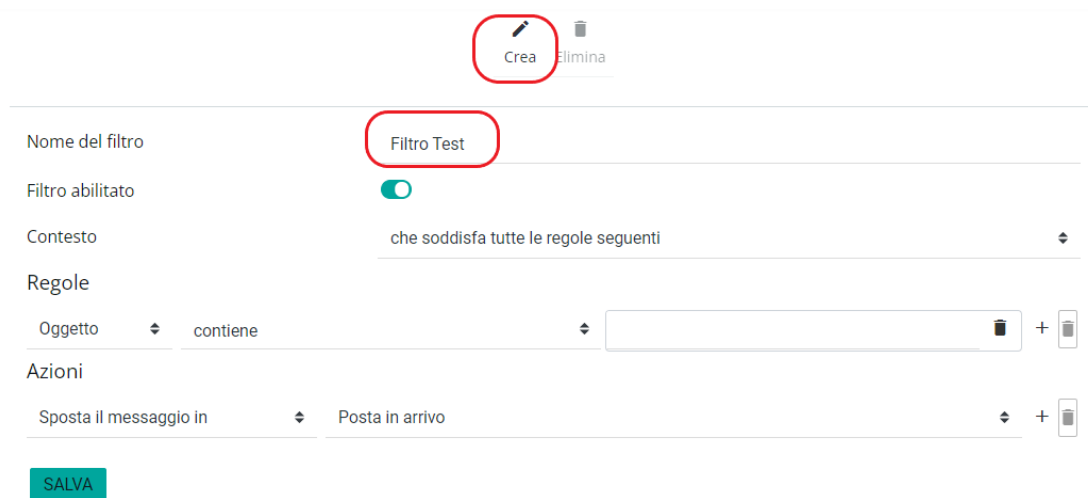 Crea Elimina
Nome del filtro Filtro Test
Filtro abilitato
Contesto che soddisfa tutte le regole seguenti
Regole
Oggetto contiene +
Azioni
Sposta il messaggio in Posta in arrivo +
SALVA